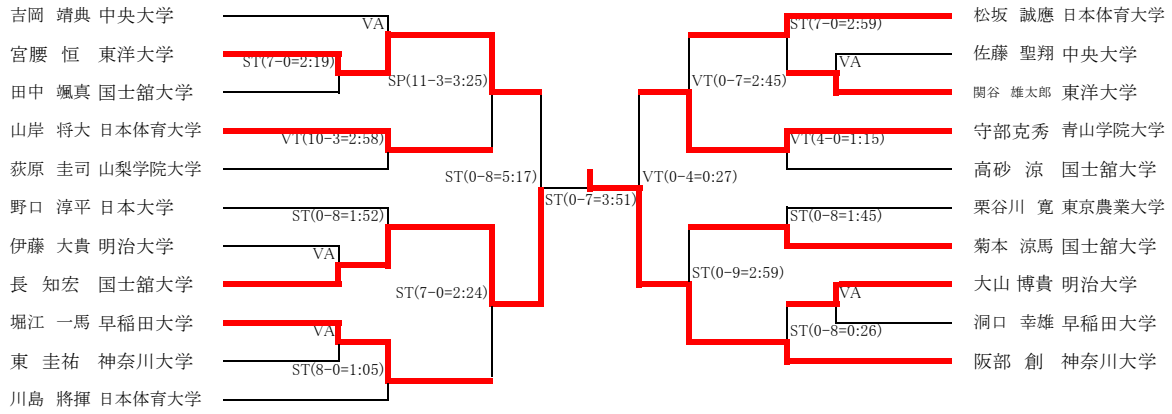 吉岡 靖典 中央大学
VA
宮腰 恒 東洋大学
ST(7-0=2:19)
SP(11-3=3:25)
田中 颯真 国士舘大学
山岸 将大 日本体育大学
VT(10-3=2:58)
荻原 圭司 山梨学院大学
ST(0-8=5:17)
野口 淳平 日本大学
ST(0-8=1:52)
伊藤 大貴 明治大学
VA
長 知宏 国士舘大学
ST(7-0=2:24)
堀江 一馬 早稲田大学
VA
東 圭祐 神奈川大学
ST(8-0=1:05)
川島 將揮 日本体育大学
ST(0-7=3:51)
松坂 誠應 日本体育大学
ST(7-0=2:59)
佐藤 聖翔 中央大学
VA
VT(0-7=2:45)
関谷 雄太郎 東洋大学
守部克秀 青山学院大学
VT(4-0=1:15)
高砂 涼 国士舘大学
VT(0-4=0:27)
栗谷川 寛 東京農業大学
ST(0-8=1:45)
菊本 涼馬 国士舘大学
ST(0-9=2:59)
大山 博貴 明治大学
VA
洞口 幸雄 早稲田大学
ST(0-8=0:26)
阪部 創 神奈川大学